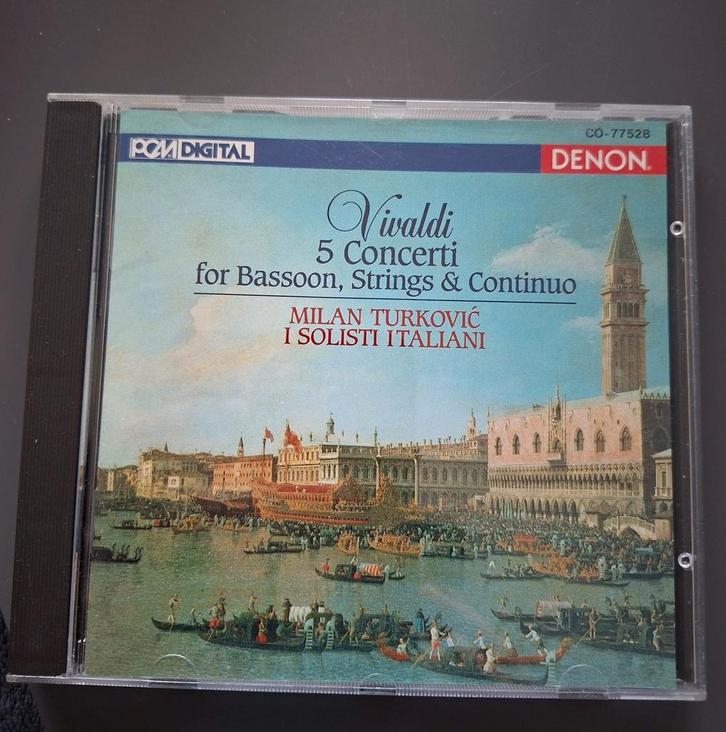 CO-77528
PCM DIGITAL
DENON
Vivaldi
5 Concerti
for Bassoon, Strings & Continuo
MILAN TURKOVIĆ
I SOLISTI ITALIANI